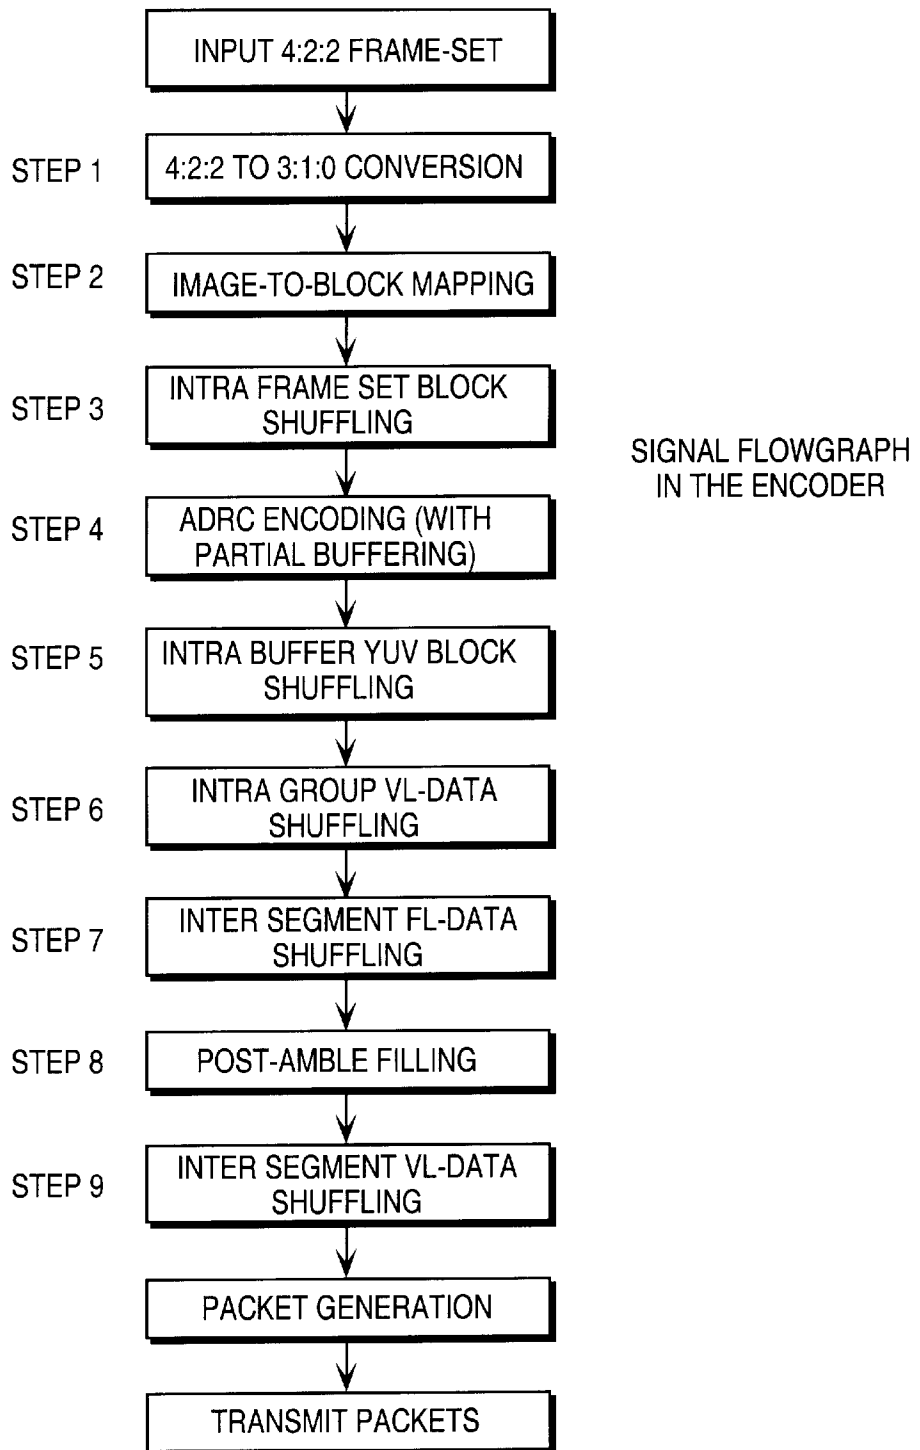 INPUT 4:2:2 FRAME-SET
STEP 1
4:2:2 TO 3:1:0 CONVERSION
STEP 2
IMAGE-TO-BLOCK MAPPING
STEP 3
INTRA FRAME SET BLOCK
SHUFFLING
SIGNAL FLOWGRAPH
IN THE ENCODER
STEP 4
ADRC ENCODING (WITH
PARTIAL BUFFERING)
STEP 5
INTRA BUFFER YUV BLOCK
SHUFFLING
STEP 6
INTRA GROUP VL-DATA
SHUFFLING
STEP 7
INTER SEGMENT FL-DATA
SHUFFLING
STEP 8
POST-AMBLE FILLING
STEP 9
INTER SEGMENT VL-DATA
SHUFFLING
PACKET GENERATION
TRANSMIT PACKETS